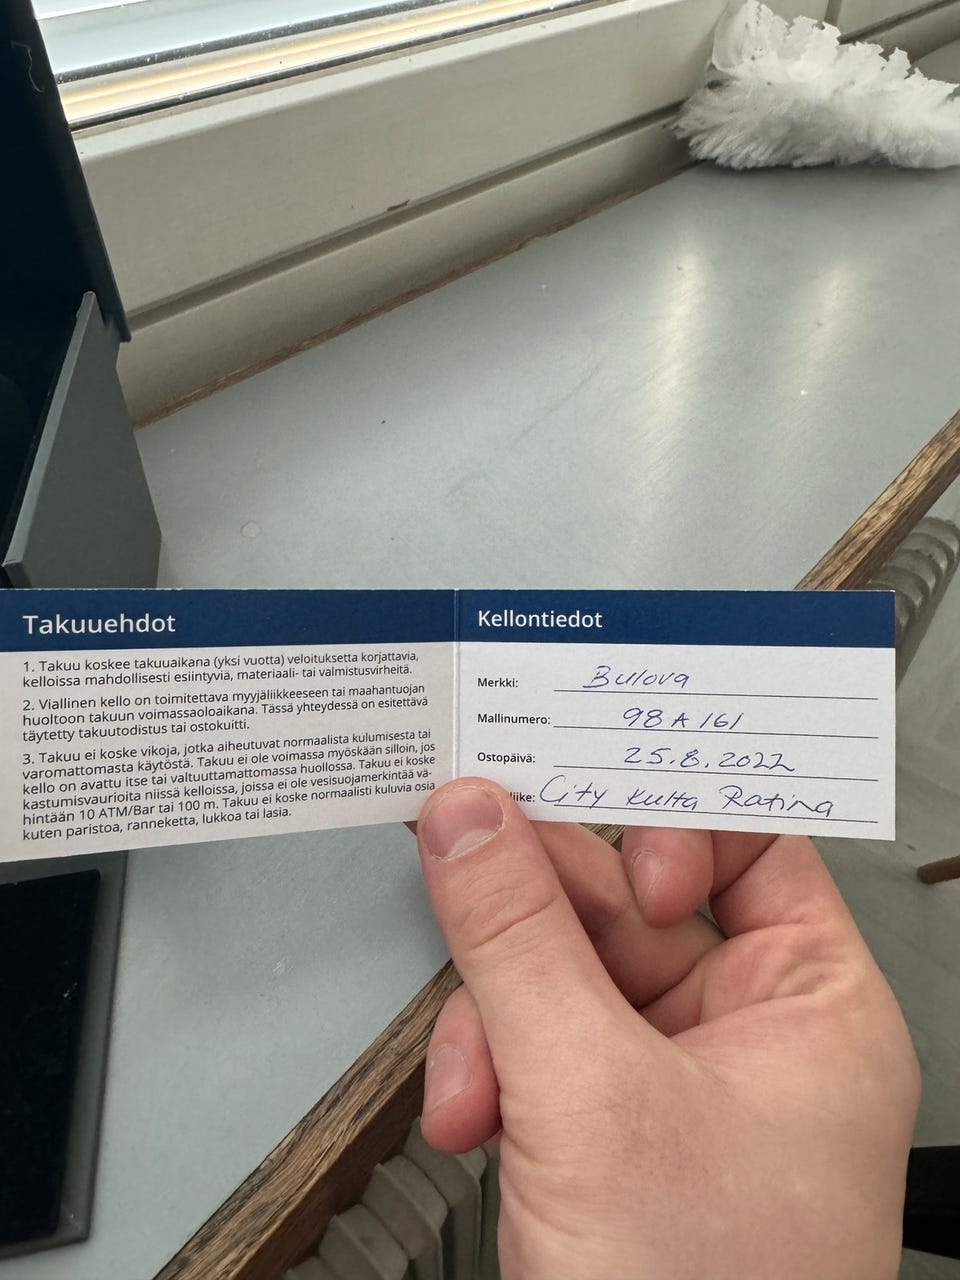 Takuuehdot
1. Takuu koskee takuuaikana (yksi vuotta) veloituksetta korjattavia,
kelloissa mahdollisesti esiintyviä, materiaali- tai valmistusvirheitä.
2. Viallinen kello on toimitettava myyjäliikkeeseen tai maahantuojan
huoltoon takuun voimassaoloaikana. Tässä yhteydessä on esitettävä
täytetty takuutodistus tai ostokuitti.
3. Takuu ei koske vikoja, jotka aiheutuvat normaalista kulumisesta tai
varomattomasta käytöstä. Takuu ei ole voimassa myöskään silloin, jos
kello on avattu itse tai valtuuttamattomassa huollossa. Takuu ei koske
kastumisvaurioita niissä kelloissa, joissa ei ole vesisuojamerkintää vä-
hintään 10 ATM/Bar tai 100 m. Takuu ei koske normaalisti kuluvia osia
kuten paristoa, ranneketta, lukkoa tai lasia.
Kellontiedot
Merkki: Bulova
Mallinumero: 98A161
Ostopäivä: 25.8.2022
liike: City Kulta Ratina